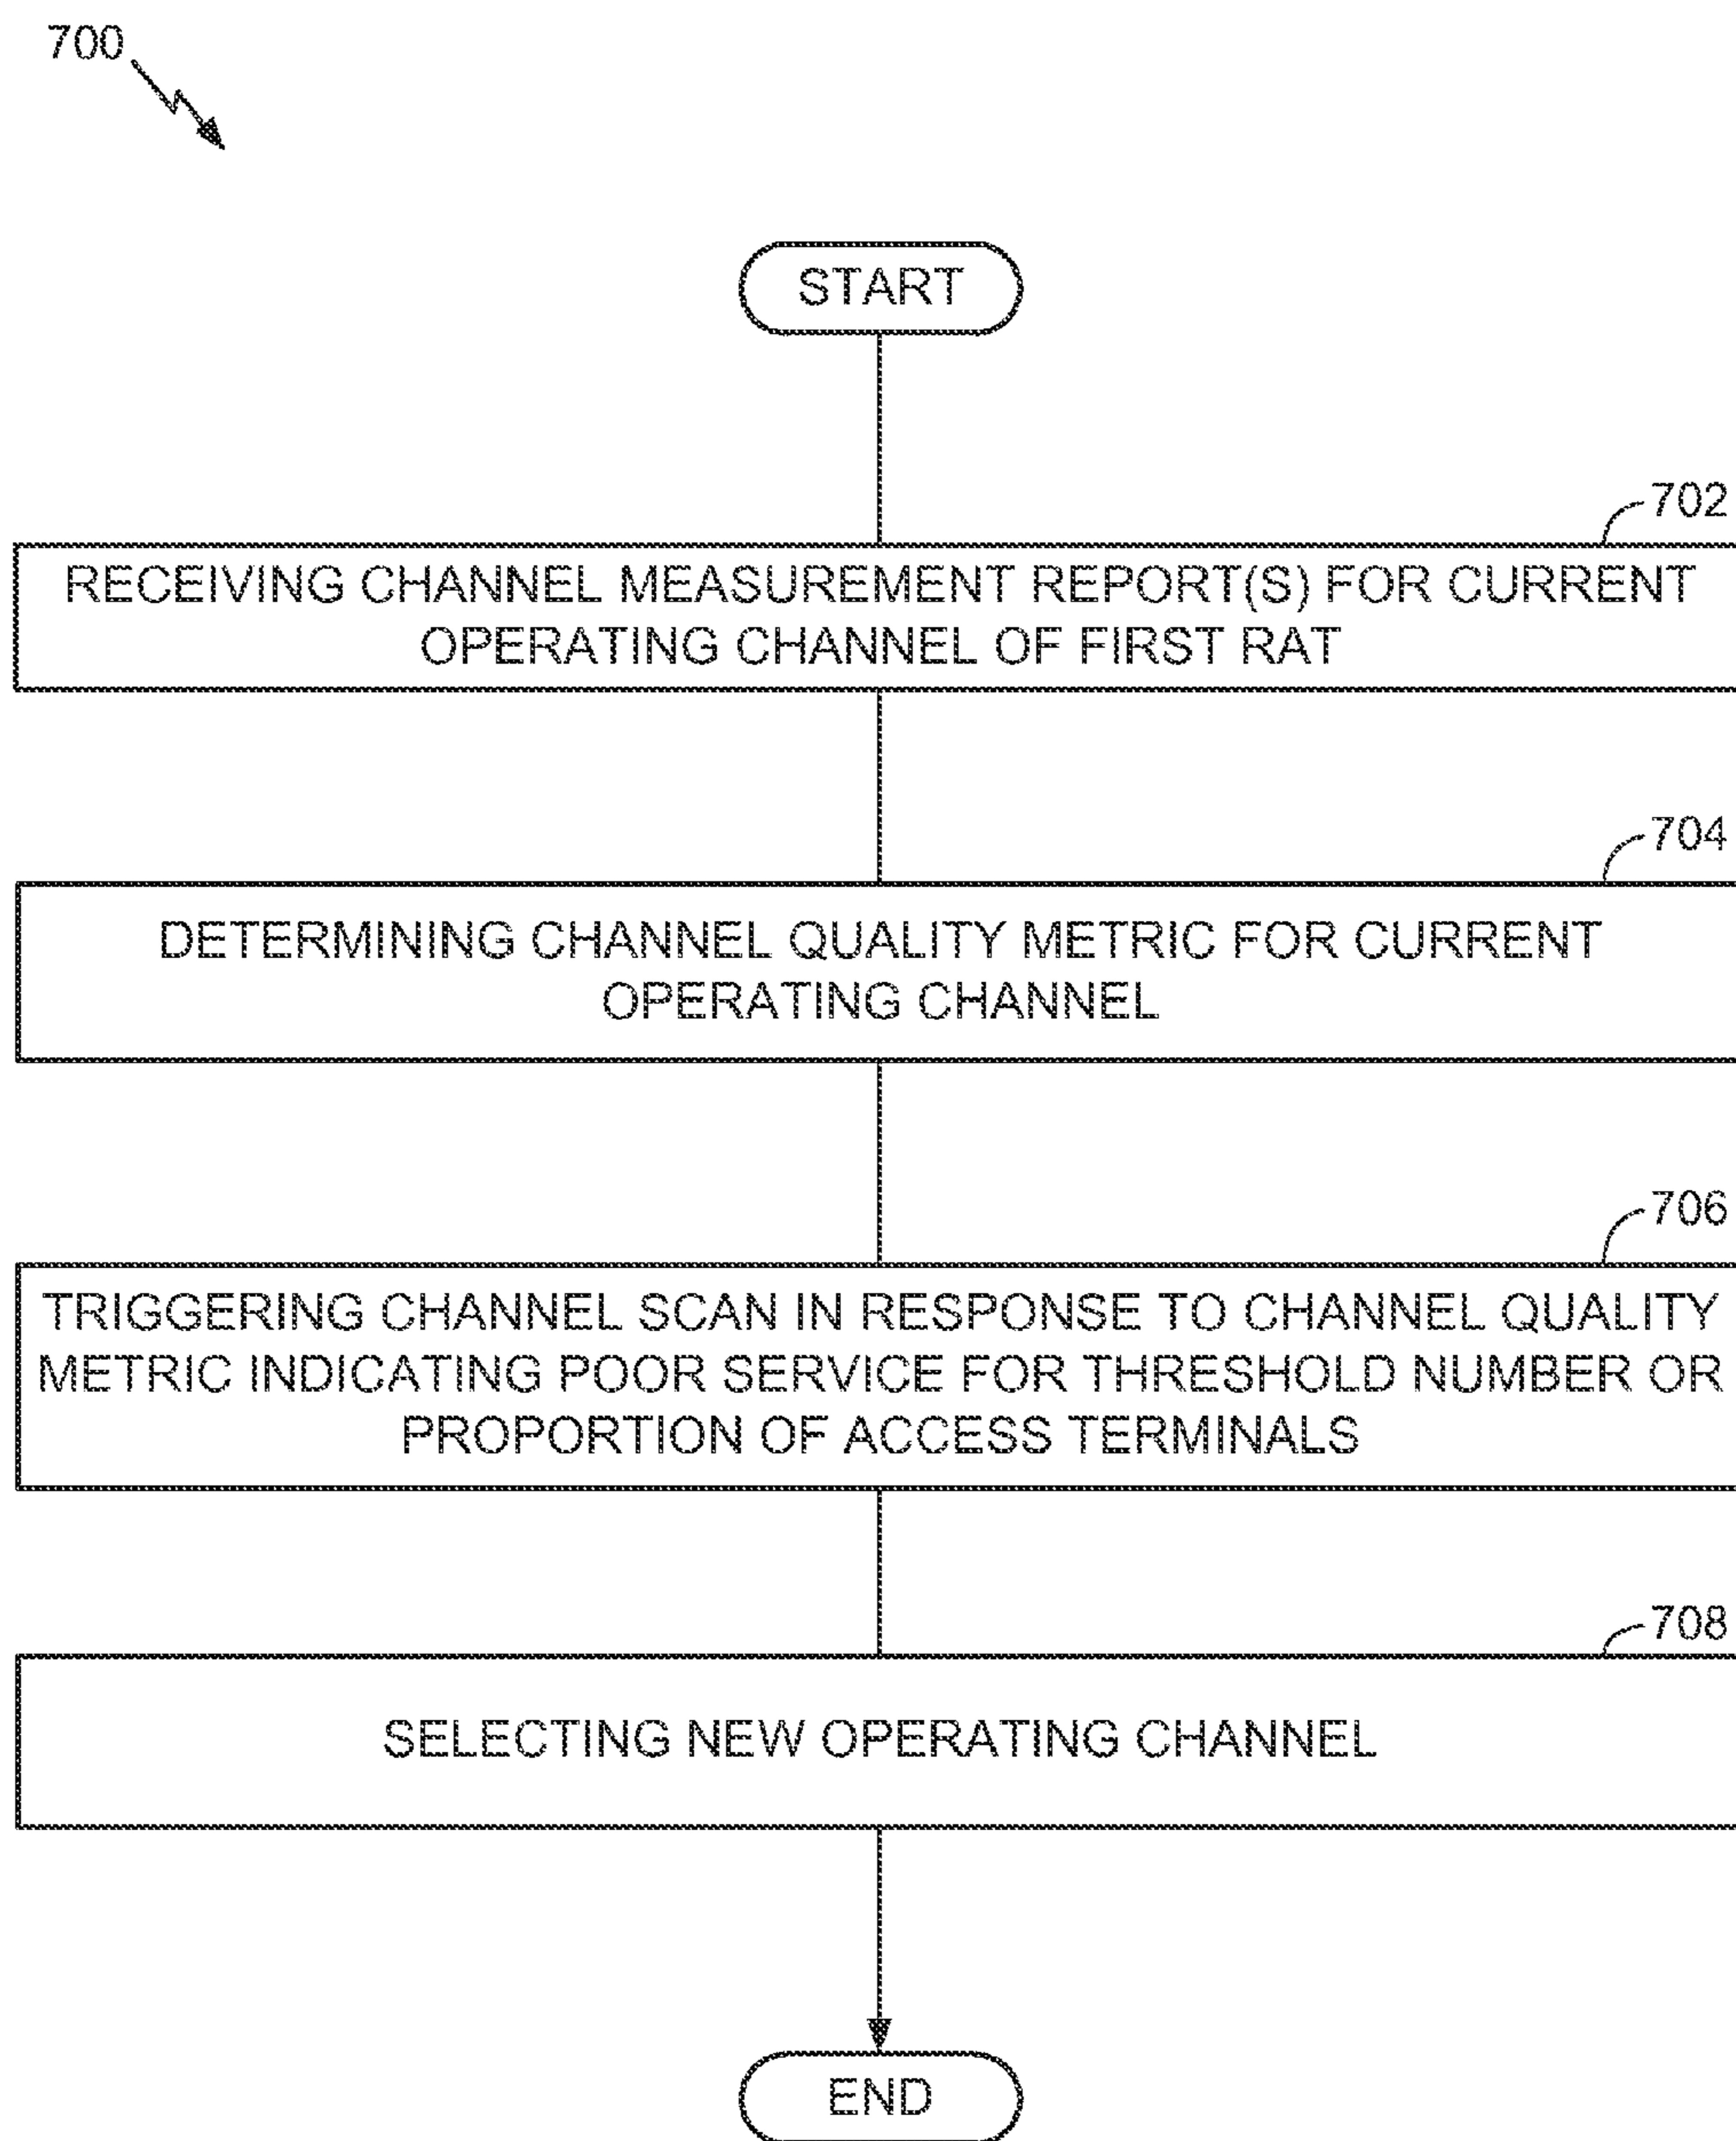 700
START
702
RECEIVING CHANNEL MEASUREMENT REPORT(S) FOR CURRENT
OPERATING CHANNEL OF FIRST RAT
704
DETERMINING CHANNEL QUALITY METRIC FOR CURRENT
OPERATING CHANNEL
706
TRIGGERING CHANNEL SCAN IN RESPONSE TO CHANNEL QUALITY
METRIC INDICATING POOR SERVICE FOR THRESHOLD NUMBER OR
PROPORTION OF ACCESS TERMINALS
708
SELECTING NEW OPERATING CHANNEL
END